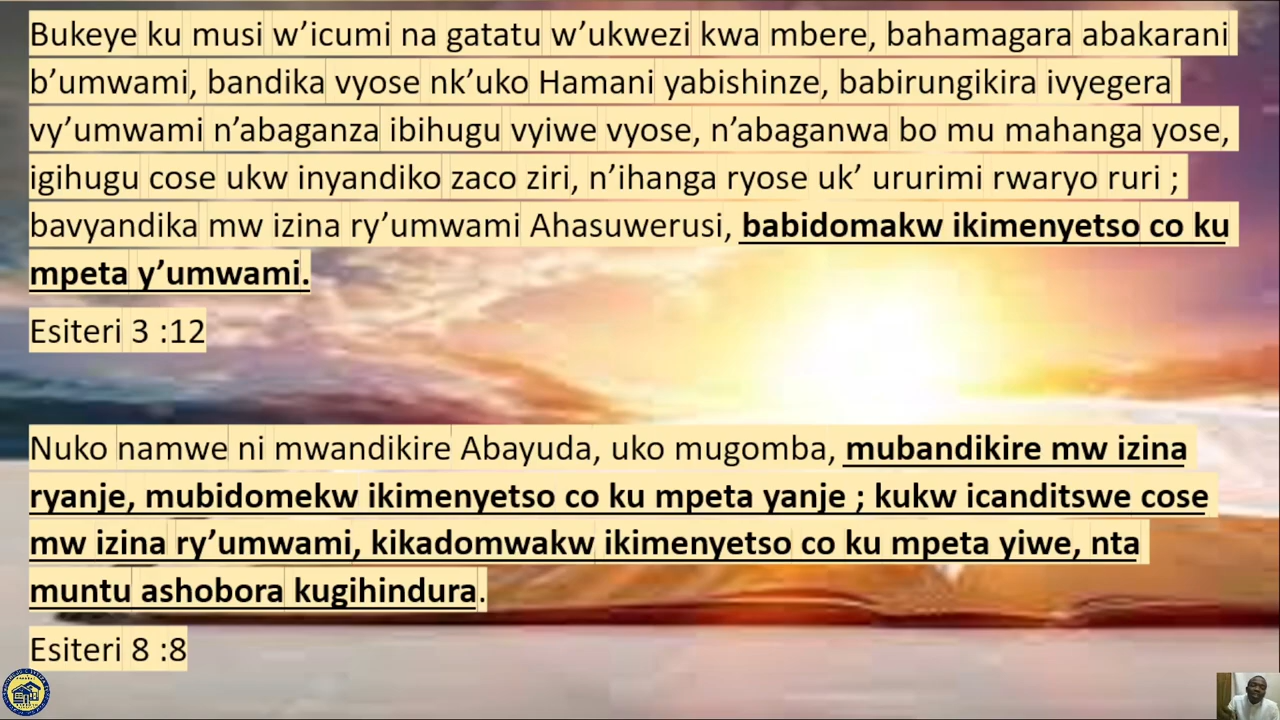 Bukeye ku musi w’icumi na gatatu w’ukwezi kwa mbere, bahamagara abakarani
b’umwami, bandika vyose nk’uko Hamani yabishinze, babirungikira ivyegera
vy’umwami n’abaganza ibihugu vyiwe vyose, n’abaganwa bo mu mahanga yose,
igihugu cose ukw inyandiko zaco ziri, n’ihanga ryose uk’ ururimi rwaryo ruri ;
bavyandika mw izina ry’umwami Ahasuwerusi, babidomakw ikimenyetso co ku
mpeta y’umwami.
Esiteri 3 :12
Nuko namwe ni mwandikire Abayuda, uko mugomba, mubandikire mw izina
ryanje, mubidomekw ikimenyetso co ku mpeta yanje ; kukw icanditswe cose
mw izina ry’umwami, kikadomwakw ikimenyetso co ku mpeta yiwe, nta
muntu ashobora kugihindura.
Esiteri 8 :8